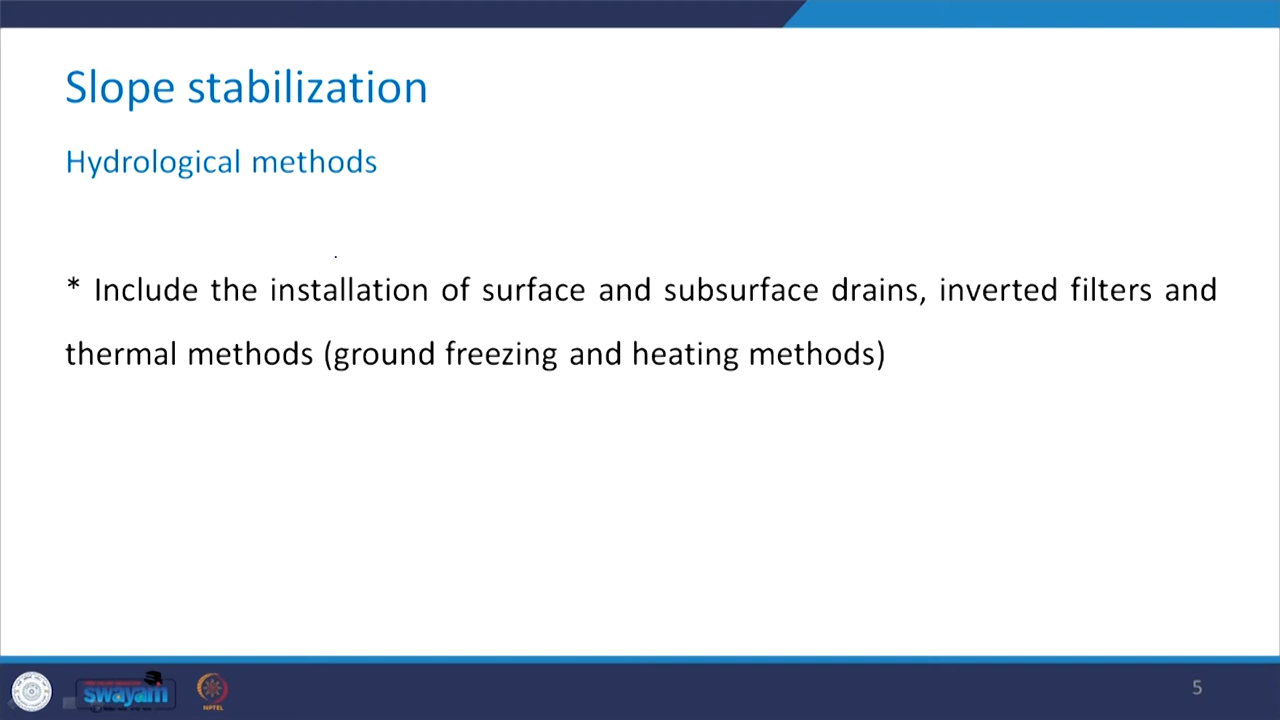 Slope stabilization
Hydrological methods
* Include the installation of surface and subsurface drains, inverted filters and
thermal methods (ground freezing and heating methods)
swayam
NPTEL
5